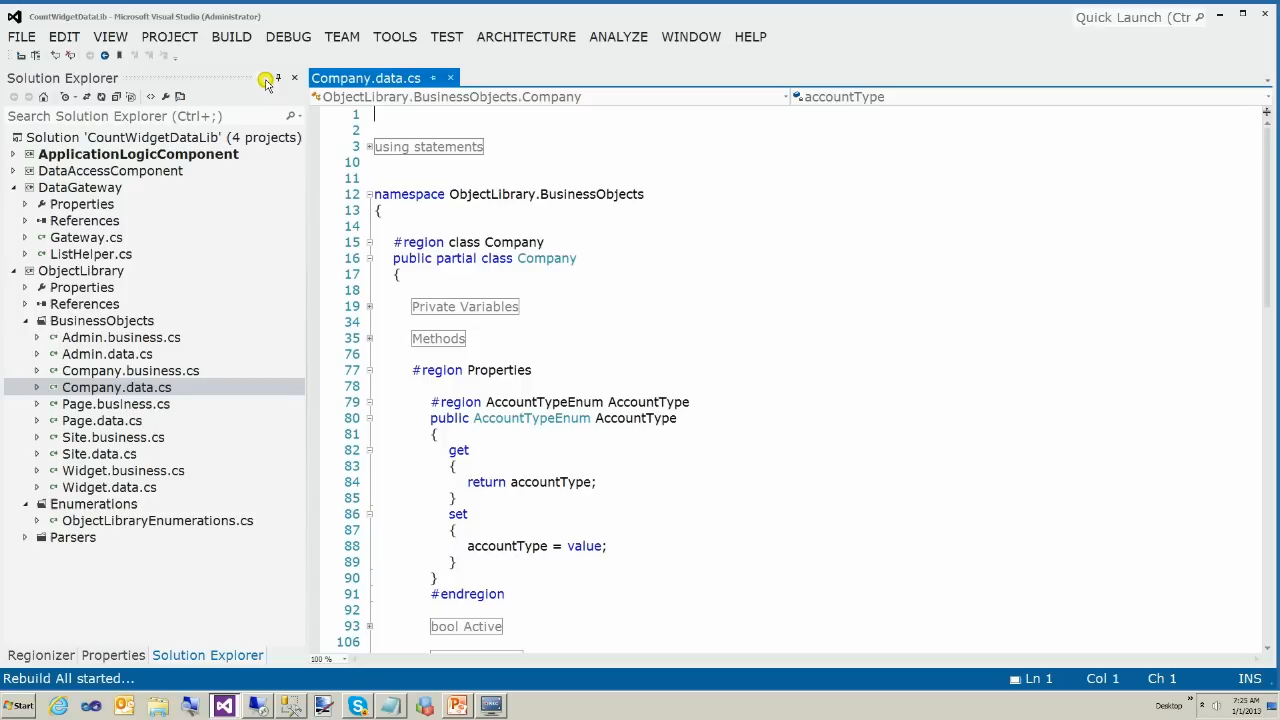 CountWidgetDataLib - Microsoft Visual Studio (Administrator)
Quick Launch (Ctr
FILE EDIT VIEW PROJECT BUILD DEBUG TEAM TOOLS TEST ARCHITECTURE ANALYZE WINDOW HELP
Solution Explorer
Company.data.cs
ObjectLibrary.BusinessObjects.Company
accountType
Search Solution Explorer (Ctrl+;)
Solution 'CountWidgetDataLib' (4 projects)
ApplicationLogicComponent
DataAccessComponent
DataGateway
Properties
References
Gateway.cs
ListHelper.cs
ObjectLibrary
Properties
References
BusinessObjects
Admin.business.cs
Admin.data.cs
Company.business.cs
Company.data.cs
Page.business.cs
Page.data.cs
Site.business.cs
Site.data.cs
Widget.business.cs
Widget.data.cs
Enumerations
ObjectLibraryEnumerations.cs
Parsers
Regionizer Properties Solution Explorer
1
2
3 using statements
10
11
12 namespace ObjectLibrary.BusinessObjects
13 {
14
15 #region class Company
16 public partial class Company
17 {
18
19 Private Variables
34
35 Methods
76
77 #region Properties
78
79 #region AccountTypeEnum AccountType
80 public AccountTypeEnum AccountType
81 {
82 get
83 {
84 return accountType;
85 }
86 set
87 {
88 accountType = value;
89 }
90 }
91 #endregion
92
93 bool Active
106
100 %
Rebuild All started...
Ln 1 Col 1 Ch 1 INS
Start
Desktop
7:25 AM
1/1/2013